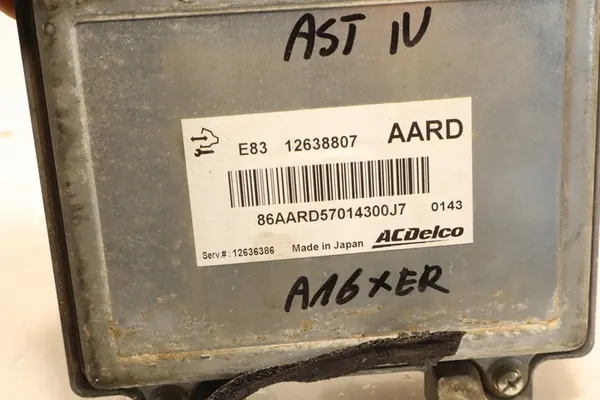 AST IV
E83 12638807 AARD
86AARD57014300J7 0143
Serv.#: 12636386 Made in Japan ACDelco
A16XER